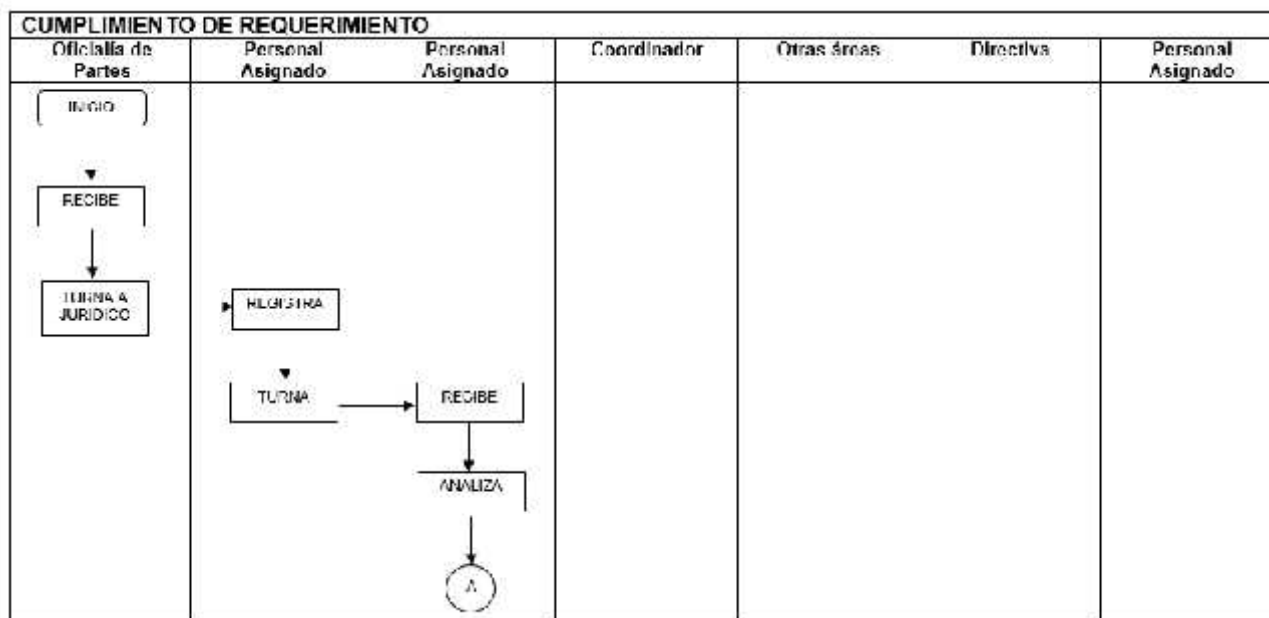 CUMPLIMIENTO DE REQUERIMIENTO
Oficialía de
Partes
Personal
Asignado
Personal
Asignado
Coordinador
Otras áreas
Directiva
Personal
Asignado
INICIO
RECIBE
TURNA A
JURIDICO
REGISTRA
TURNA
RECIBE
ANALIZA
A